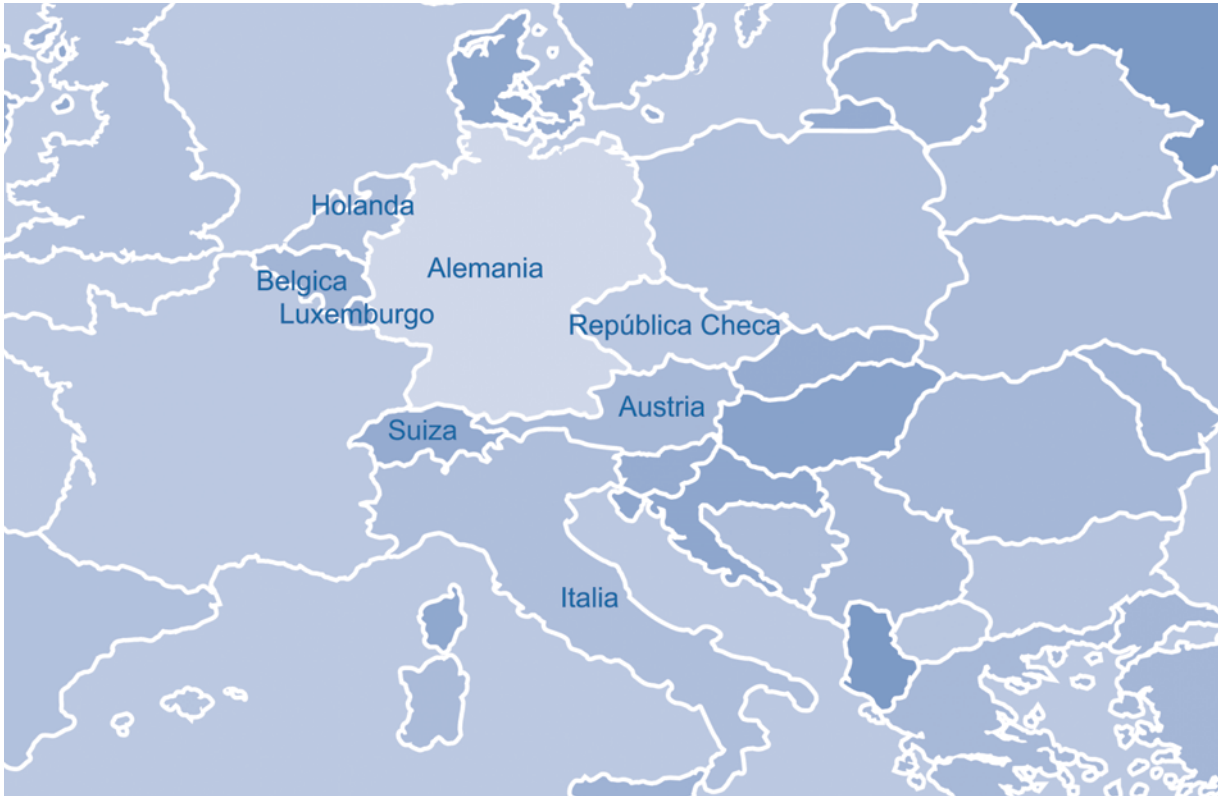 Holanda
Alemania
Belgica
Luxemburgo
República Checa
Austria
Suiza
Italia